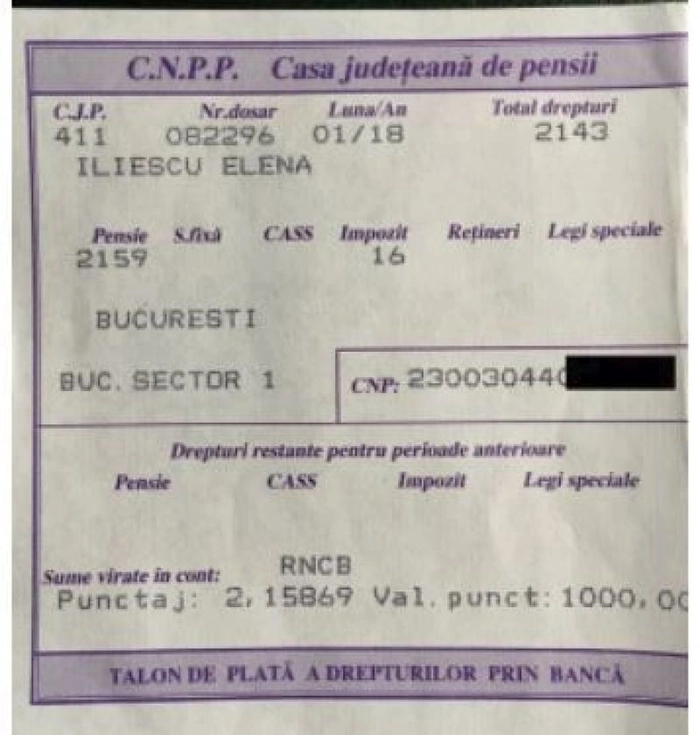 C.N.P.P. Casa județeană de pensii
C.J.P. Nr.dosar Luna/An Total drepturi
411 082296 01/18 2143
ILIESCU ELENA
Pensie S.fixă CASS Impozit Rețineri Legi speciale
2159 16
BUCURESTI
BUC. SECTOR 1 CNP: 230030440
Drepturi restante pentru perioade anterioare
Pensie CASS Impozit Legi speciale
RNCB
Sume virate în cont:
Punctaj: 2,15869 Val. punct: 1000,00
TALON DE PLATĂ A DREPTURILOR PRIN BANCĂ